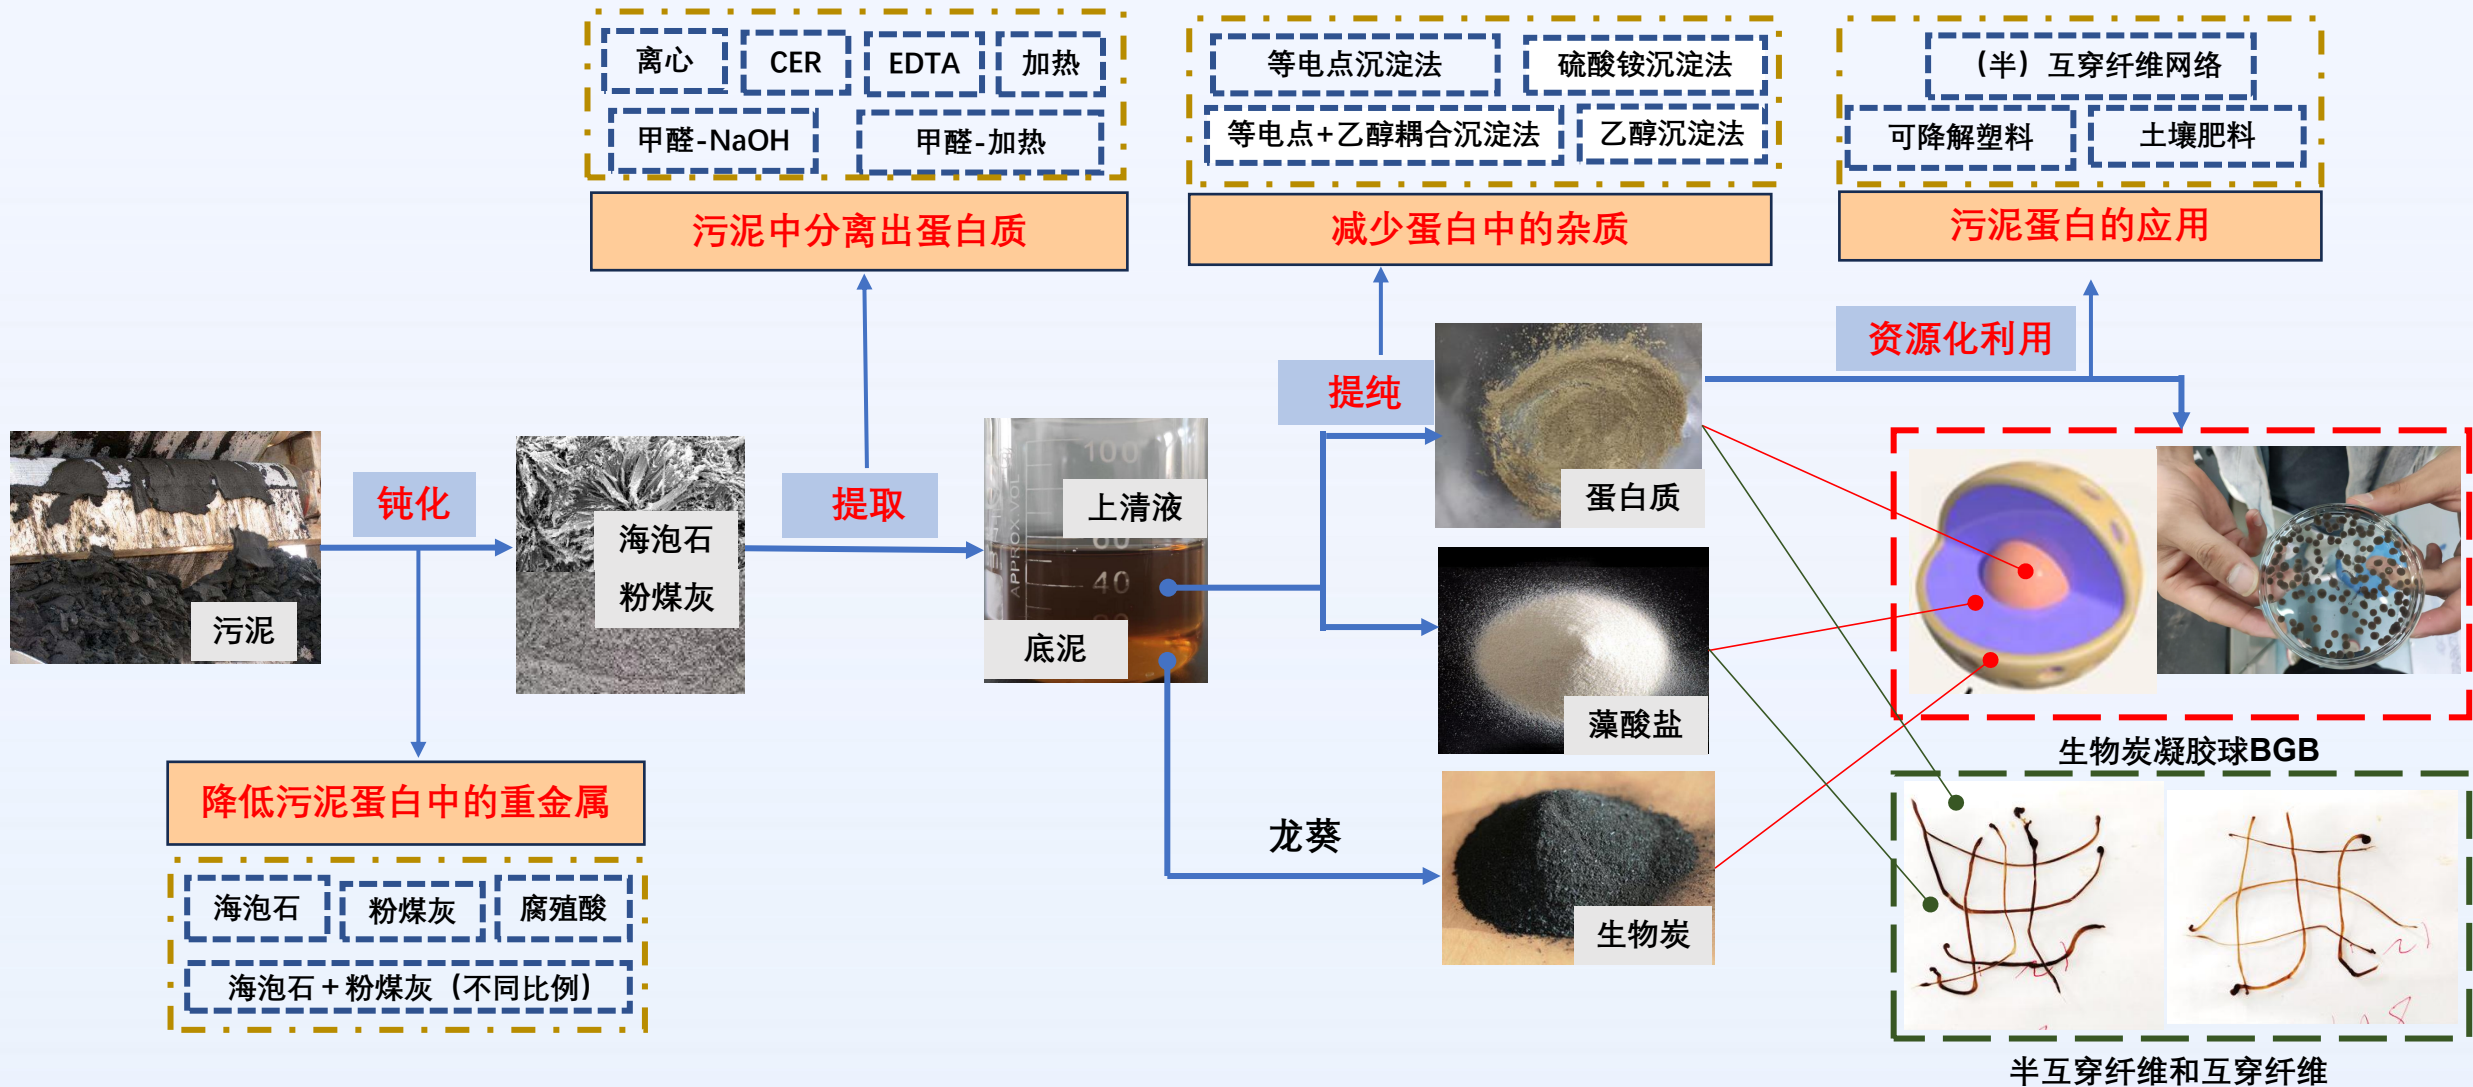 离心
CER
EDTA
加热
甲醛-NaOH
甲醛-加热
污泥中分离出蛋白质
等电点沉淀法
硫酸铵沉淀法
等电点+乙醇耦合沉淀法
乙醇沉淀法
减少蛋白中的杂质
（半）互穿纤维网络
可降解塑料
土壤肥料
污泥蛋白的应用
资源化利用
提纯
钝化
提取
污泥
海泡石
粉煤灰
100
上清液
60
APPROX VOL
40
底泥
蛋白质
藻酸盐
龙葵
生物炭
生物炭凝胶球BGB
半互穿纤维和互穿纤维
降低污泥蛋白中的重金属
海泡石
粉煤灰
腐殖酸
海泡石+粉煤灰（不同比例）